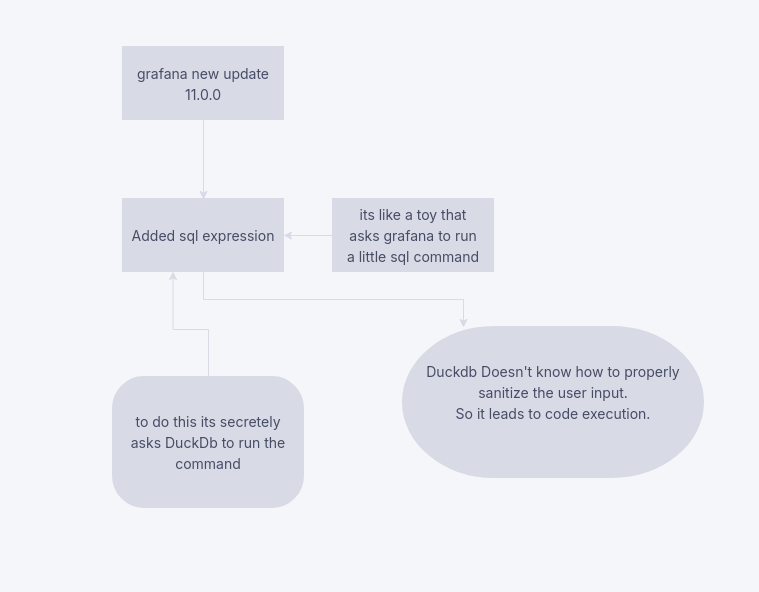 grafana new update
11.0.0
Added sql expression
its like a toy that
asks grafana to run
a little sql command
Duckdb Doesn't know how to properly
sanitize the user input.
So it leads to code execution.
to do this its secretely
asks DuckDb to run the
command